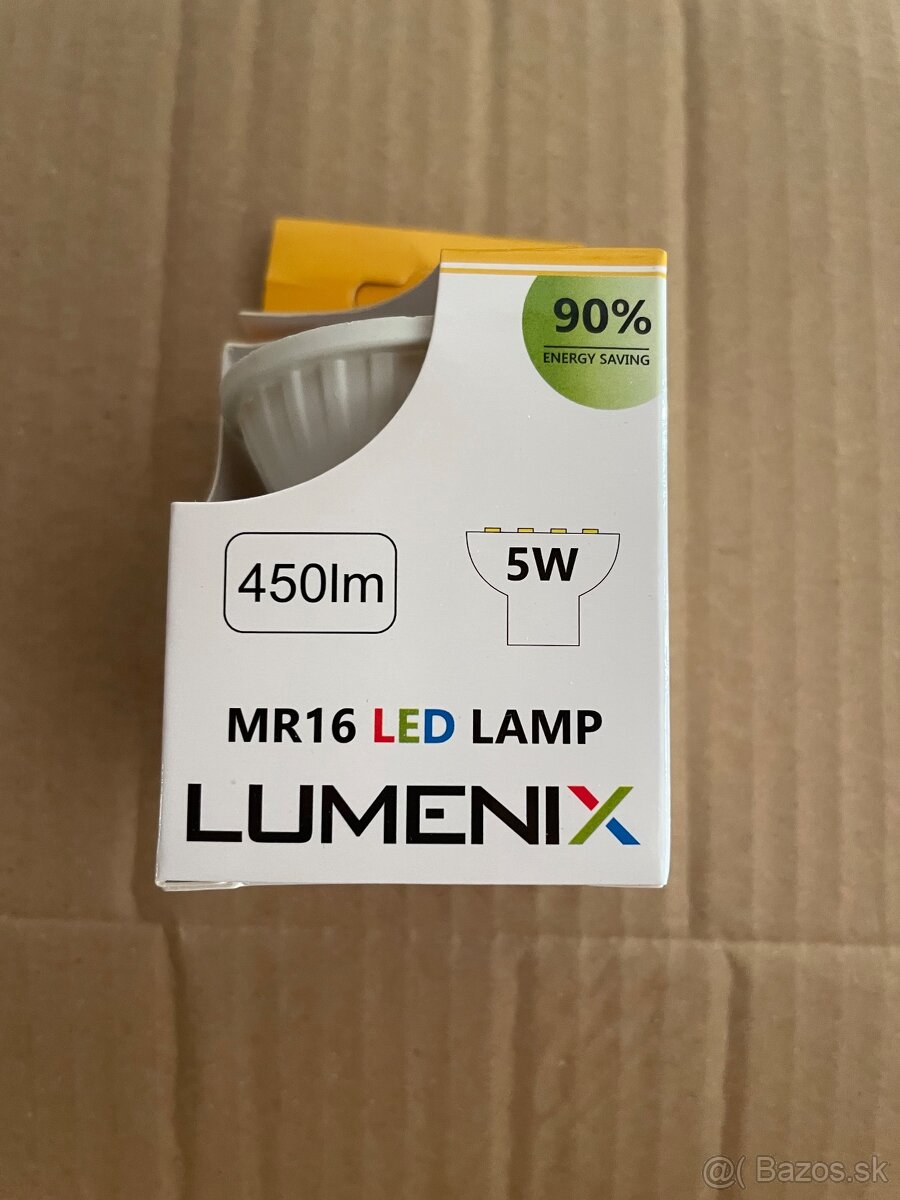 90%
ENERGY SAVING
450lm
5W
MR16 LED LAMP
LUMENIX
@( Bazos.sk